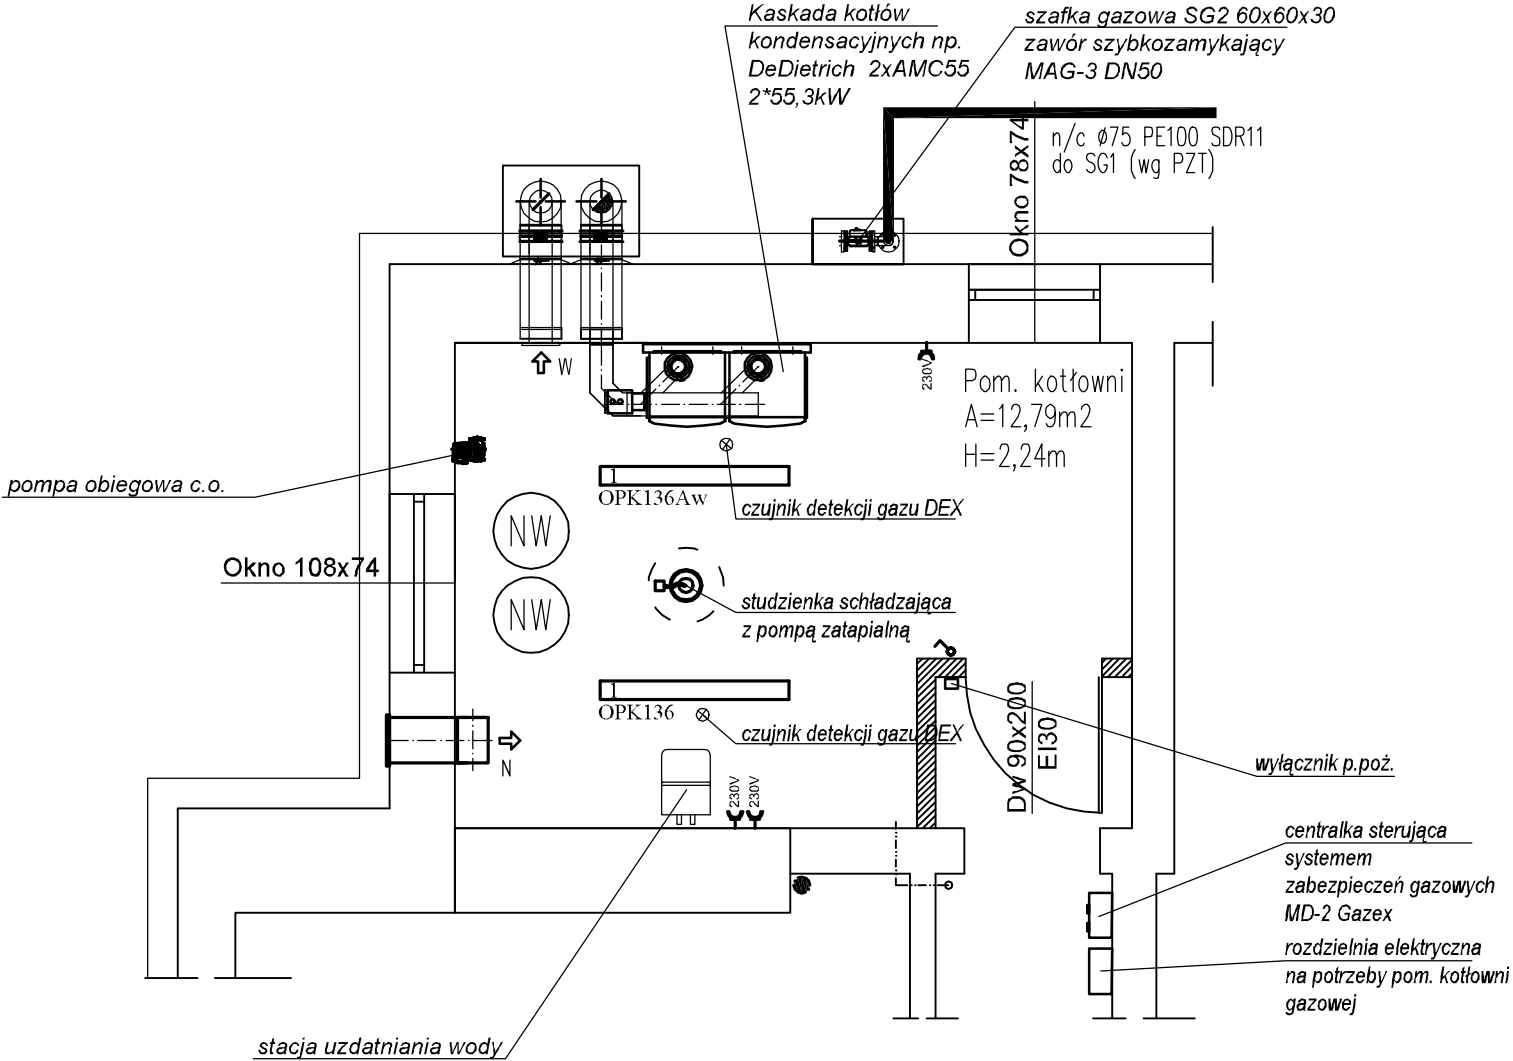 Kaskada kotłów
kondensacyjnych np.
DeDietrich 2xAMC55
2*55,3kW
szafka gazowa SG2 60x60x30
zawór szybkozamykający
MAG-3 DN50
n/c ø75 PE100 SDR11
do SG1 (wg PZT)
Okno 78x74
W
230V
Pom. kotłowni
A=12,79m2
H=2,24m
pompa obiegowa c.o.
1
OPK136Aw
czujnik detekcji gazu DEX
NW
Okno 108x74
NW
studzienka schładzająca
z pompą zatapialną
1
OPK136
czujnik detekcji gazu DEX
N
Dw 90x200
EI30
wyłącznik p.poż.
230V
230V
centralka sterująca
systemem
zabezpieczeń gazowych
MD-2 Gazex
rozdzielnia elektryczna
na potrzeby pom. kotłowni
gazowej
stacja uzdatniania wody